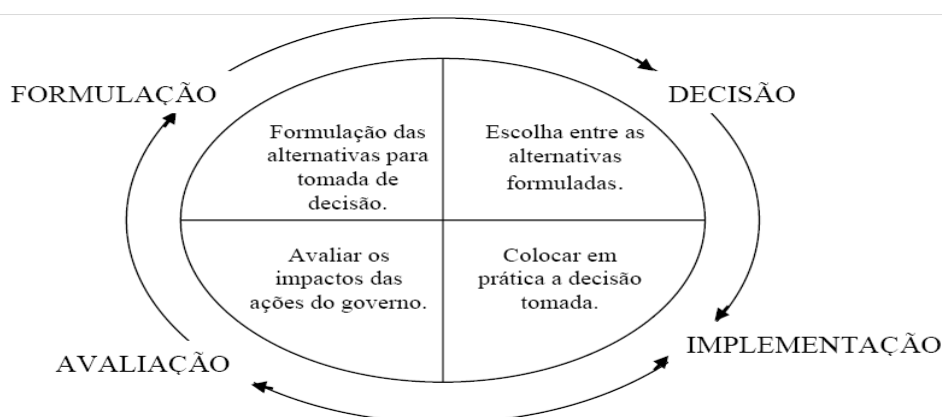 FORMULAÇÃO
DECISÃO
Formulação das
alternativas para
tomada de
decisão.
Escolha entre as
alternativas
formuladas.
Avaliar os
impactos das
ações do governo.
Colocar em
prática a decisão
tomada.
AVALIAÇÃO
IMPLEMENTAÇÃO